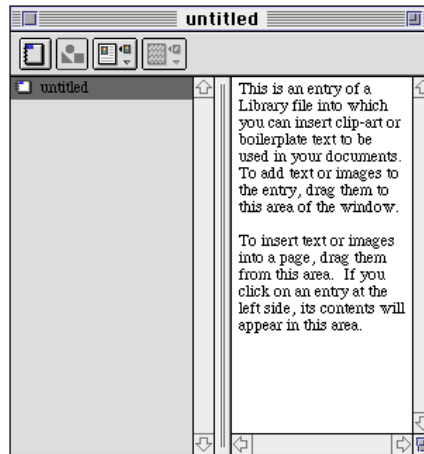 untitled
untitled
This is an entry of a
Library file into which
you can insert clip-art or
boilerplate text to be
used in your documents.
To add text or images to
the entry, drag them to
this area of the window.
To insert text or images
into a page, drag them
from this area.  If you
click on an entry at the
left side, its contents will
appear in this area.